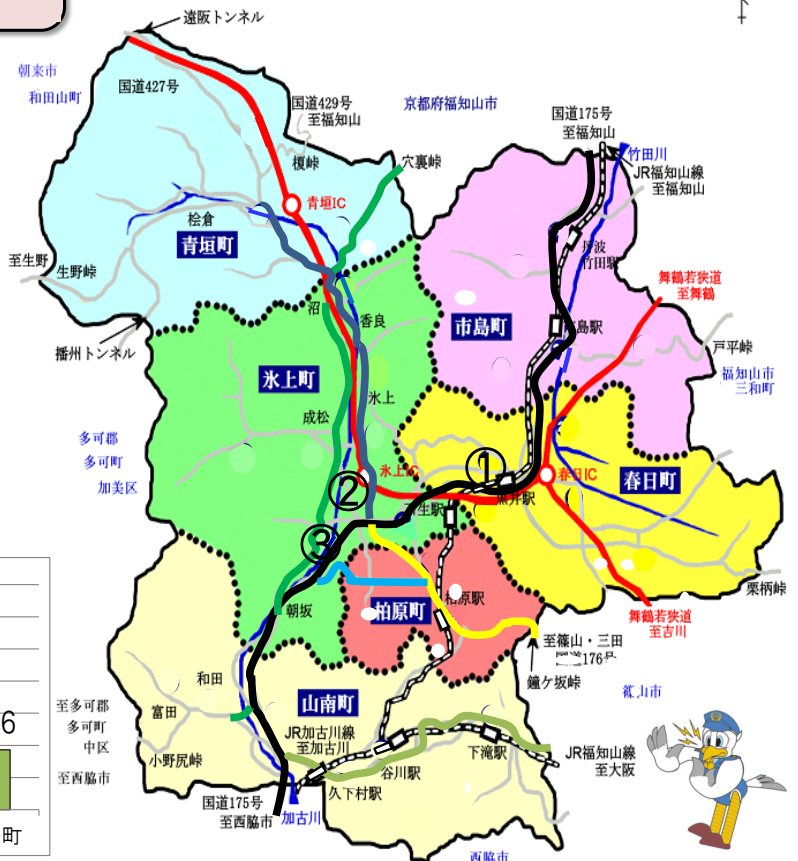 遠阪トンネル
朝来市
和田山町
国道427号
国道429号
至福知山
京都府福知山市
国道175号
至福知山
竹田川
JR福知山線
至福知山
榎峠
穴裏峠
青垣IC
桧倉
青垣町
至生野
生野峠
丹波
竹田駅
舞鶴若狭道
至舞鶴
沼
香良
市島町
島駅
戸平峠
播州トンネル
福知山市
三和町
氷上町
氷上
成松
多可郡
多可町
加美区
氷上IC
①
春日IC
春日町
②
黒井駅
生駅
③
栗柄峠
朝坂
柏原町
柏原駅
舞鶴若狭道
至吉川
至篠山・三田
176号
鐘ケ坂峠
和田
山南町
篠山市
至多可郡
多可町
中区
富田
JR加古川線
至加古川
6
小野尻峠
下滝駅
JR福知山線
至大阪
至西脇市
谷川駅
久下村駅
国道175号
至西脇市
加古川
町
西脇市